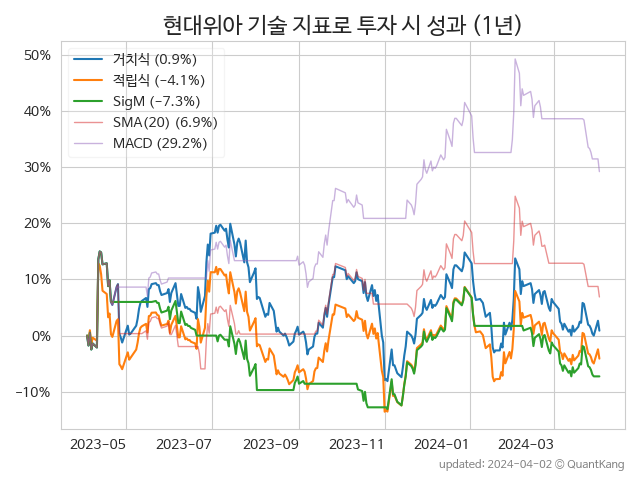 현대위아 기술 지표로 투자 시 성과 (1년)
50%
40%
30%
20%
10%
0%
−10%
거치식 (0.9%)
적립식 (−4.1%)
SigM (−7.3%)
SMA(20) (6.9%)
MACD (29.2%)
2023-05 2023-07 2023-09 2023-11 2024-01 2024-03
updated: 2024-04-02 © QuantKang